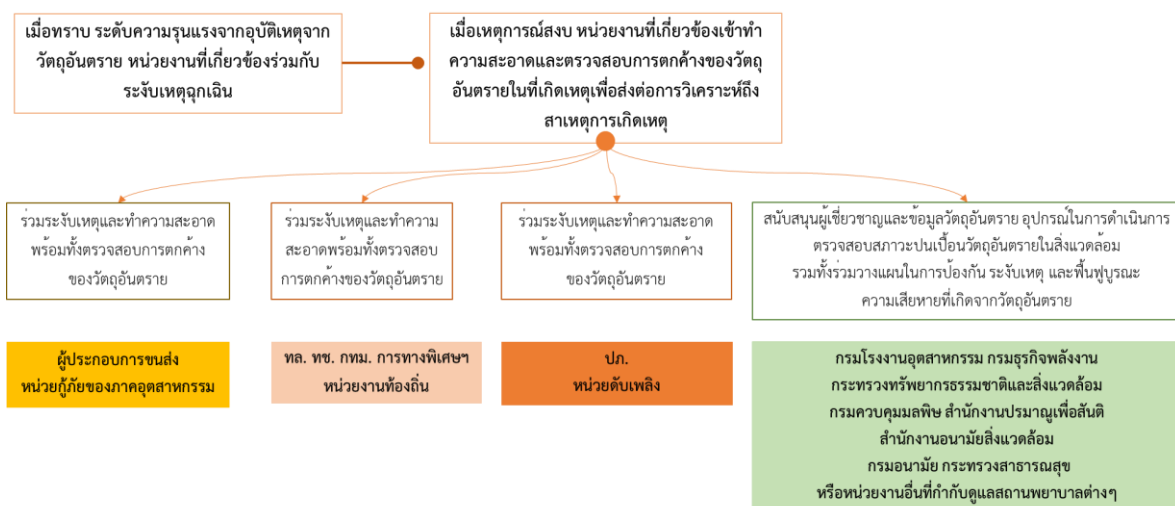 เมื่อทราบ ระดับความรุนแรงจากอุบัติเหตุจาก
วัตถุอันตราย หน่วยงานที่เกี่ยวข้องร่วมกับ
ระงับเหตุฉุกเฉิน
เมื่อเหตุการณ์สงบ หน่วยงานที่เกี่ยวข้องเข้าทำ
ความสะอาดและตรวจสอบการตกค้างของวัตถุ
อันตรายในที่เกิดเหตุเพื่อส่งต่อการวิเคราะห์ถึง
สาเหตุการเกิดเหตุ
ร่วมระงับเหตุและทำความสะอาด
พร้อมทั้งตรวจสอบการตกค้าง
ของวัตถุอันตราย
ร่วมระงับเหตุและทำความ
สะอาดพร้อมทั้งตรวจสอบ
การตกค้างของวัตถุอันตราย
ร่วมระงับเหตุและทำความสะอาด
พร้อมทั้งตรวจสอบการตกค้าง
ของวัตถุอันตราย
สนับสนุนผู้เชี่ยวชาญและข้อมูลวัตถุอันตราย อุปกรณ์ในการดำเนินการ
ตรวจสอบสภาวะปนเปื้อนวัตถุอันตรายในสิ่งแวดล้อม
รวมทั้งร่วมวางแผนในการป้องกัน ระงับเหตุ และฟื้นฟูบูรณะ
ความเสียหายที่เกิดจากวัตถุอันตราย
ผู้ประกอบการขนส่ง
หน่วยกู้ภัยของภาคอุตสาหกรรม
ทล. ทช. กทม. การทางพิเศษฯ
หน่วยงานท้องถิ่น
ปภ.
หน่วยดับเพลิง
กรมโรงงานอุตสาหกรรม กรมธุรกิจพลังงาน
กระทรวงทรัพยากรธรรมชาติและสิ่งแวดล้อม
กรมควบคุมมลพิษ สำนักงานปรมาณูเพื่อสันติ
สำนักงานอนามัยสิ่งแวดล้อม
กรมอนามัย กระทรวงสาธารณสุข
หรือหน่วยงานอื่นที่กำกับดูแลสถานพยาบาลต่างๆ